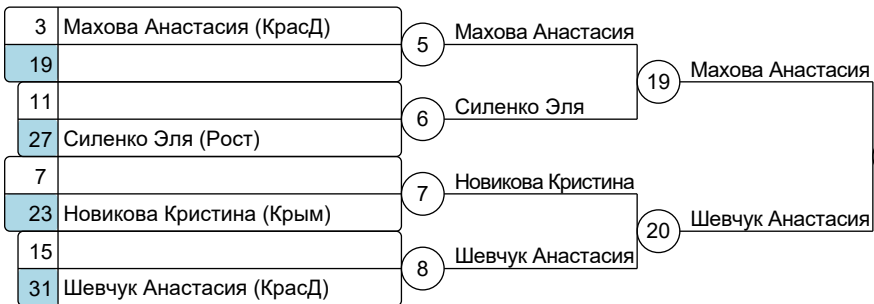 3 Махова Анастасия (КрасД)
19
5 Махова Анастасия
11
27 Силенко Эля (Рост)
6 Силенко Эля
19 Махова Анастасия
7
23 Новикова Кристина (Крым)
7 Новикова Кристина
15
31 Шевчук Анастасия (КрасД)
8 Шевчук Анастасия
20 Шевчук Анастасия